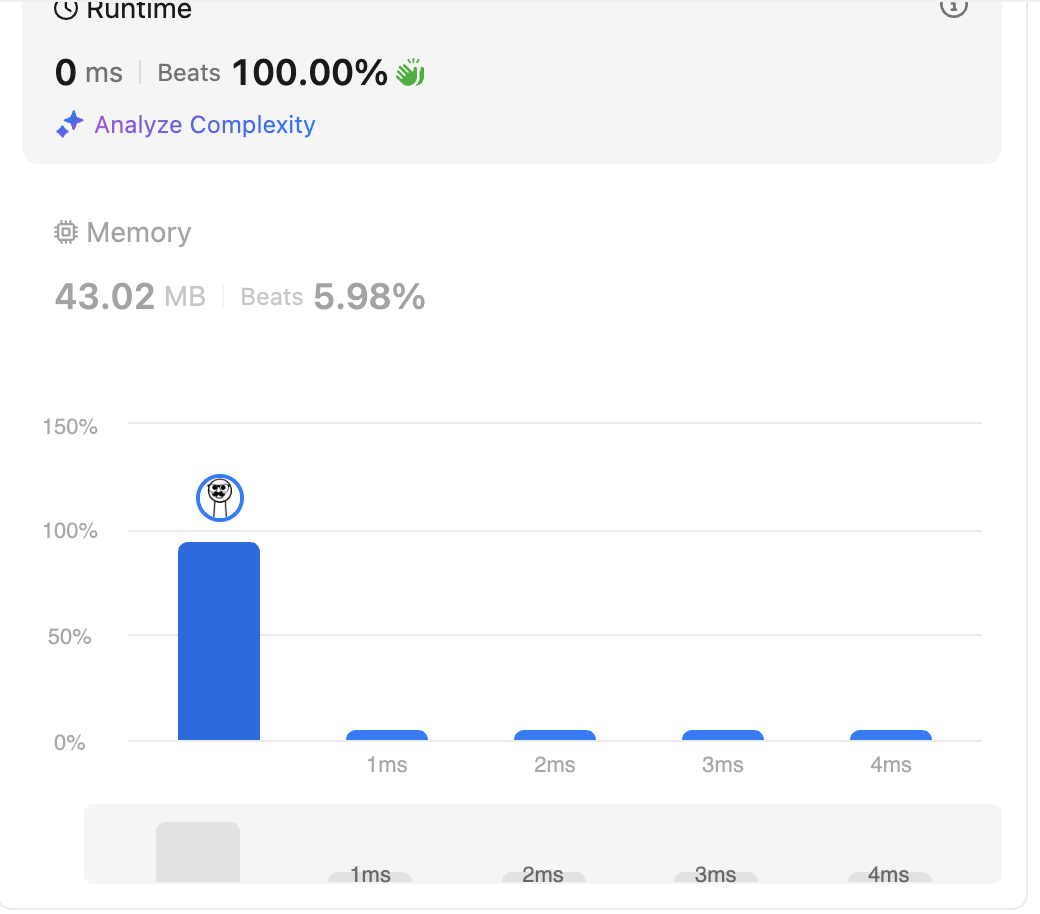 Runtime
0 ms Beats 100.00%
Analyze Complexity
Memory
43.02 MB Beats 5.98%
150%
100%
50%
0%
1ms 2ms 3ms 4ms
1ms 2ms 3ms 4ms